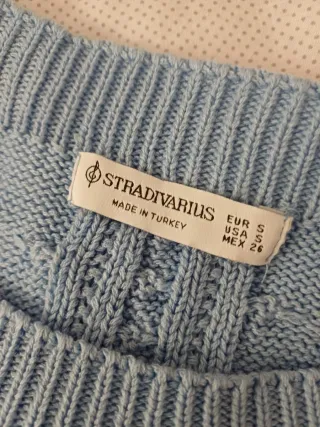 STRADIVARIUS
MADE IN TURKEY
EUR S
USA S
MEX 26